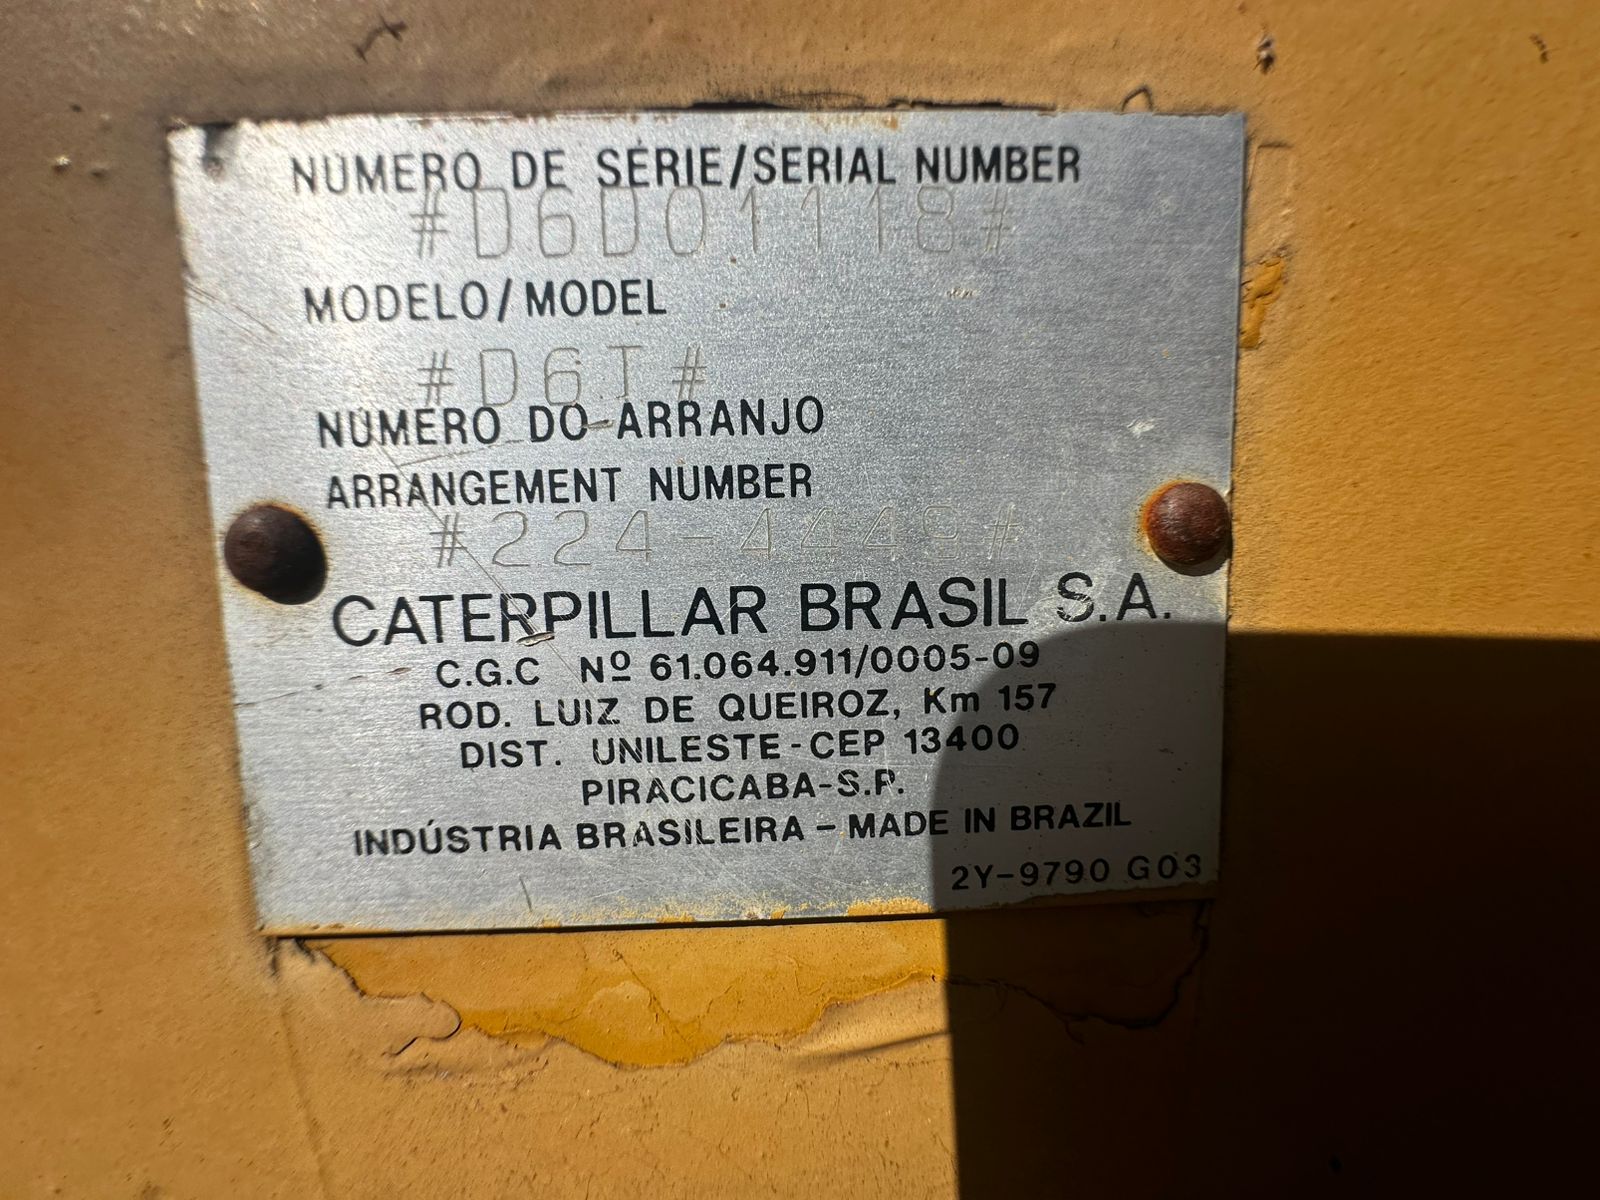 NÚMERO DE SÉRIE/SERIAL NUMBER
#D6D01118#
MODELO/MODEL
#D6T#
NÚMERO DO ARRANJO
ARRANGEMENT NUMBER
#224-4449#
CATERPILLAR BRASIL S.A.
C.G.C Nº 61.064.911/0005-09
ROD. LUIZ DE QUEIROZ, Km 157
DIST. UNILESTE-CEP 13400
PIRACICABA-S.P.
INDÚSTRIA BRASILEIRA - MADE IN BRAZIL
2Y-9790 G03